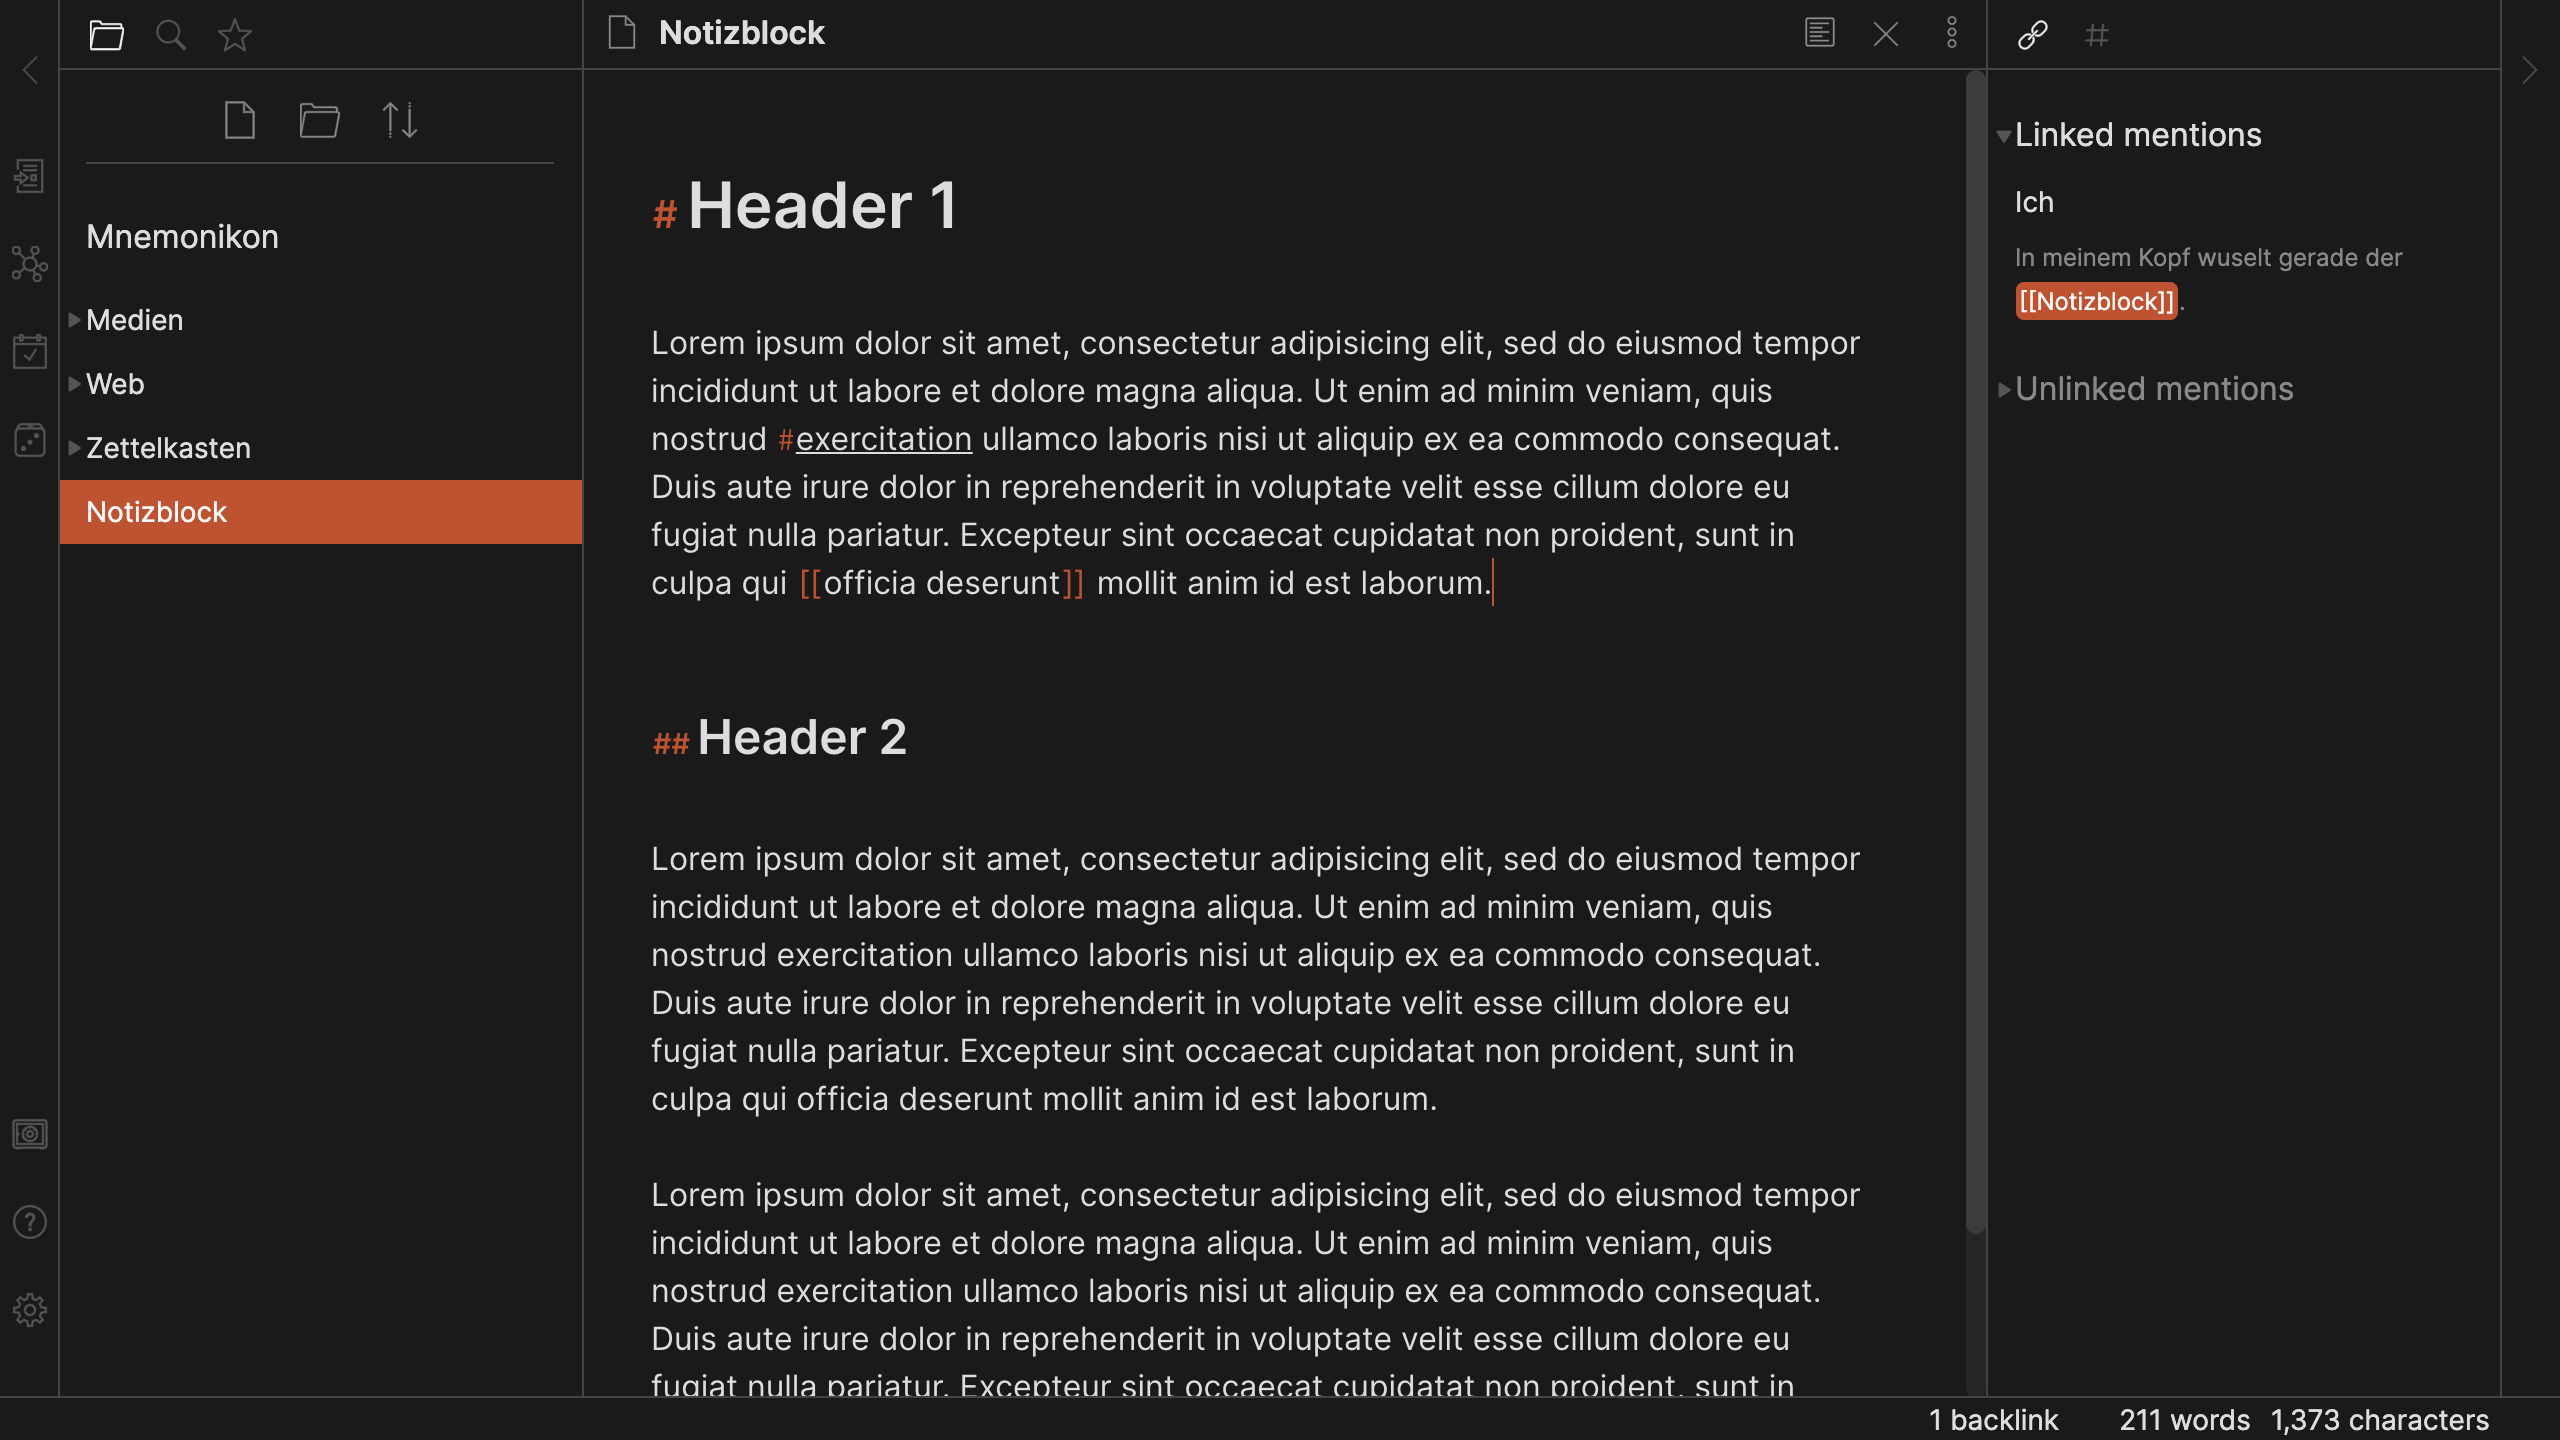 Notizblock
Mnemonikon
Medien
Web
Zettelkasten
Notizblock
# Header 1
Lorem ipsum dolor sit amet, consectetur adipisicing elit, sed do eiusmod tempor
incididunt ut labore et dolore magna aliqua. Ut enim ad minim veniam, quis
nostrud #exercitation ullamco laboris nisi ut aliquip ex ea commodo consequat.
Duis aute irure dolor in reprehenderit in voluptate velit esse cillum dolore eu
fugiat nulla pariatur. Excepteur sint occaecat cupidatat non proident, sunt in
culpa qui [[officia deserunt]] mollit anim id est laborum.
## Header 2
Lorem ipsum dolor sit amet, consectetur adipisicing elit, sed do eiusmod tempor
incididunt ut labore et dolore magna aliqua. Ut enim ad minim veniam, quis
nostrud exercitation ullamco laboris nisi ut aliquip ex ea commodo consequat.
Duis aute irure dolor in reprehenderit in voluptate velit esse cillum dolore eu
fugiat nulla pariatur. Excepteur sint occaecat cupidatat non proident, sunt in
culpa qui officia deserunt mollit anim id est laborum.
Lorem ipsum dolor sit amet, consectetur adipisicing elit, sed do eiusmod tempor
incididunt ut labore et dolore magna aliqua. Ut enim ad minim veniam, quis
nostrud exercitation ullamco laboris nisi ut aliquip ex ea commodo consequat.
Duis aute irure dolor in reprehenderit in voluptate velit esse cillum dolore eu
fugiat nulla pariatur. Excepteur sint occaecat cupidatat non proident, sunt in
Linked mentions
Ich
In meinem Kopf wuselt gerade der
[[Notizblock]].
Unlinked mentions
1 backlink 211 words 1,373 characters